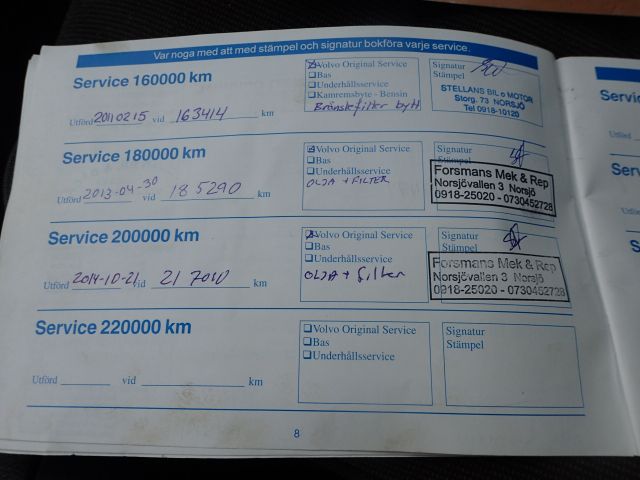 Var noga med att med stämpel och signatur bokföra varje service.
Service 160000 km
Volvo Original Service
Bas
Underhållsservice
Kamremsbyte - Bensin
Bränslefilter bytt
Utförd 20110215 vid 163414 km
Signatur
Stämpel
STELLANS BIL o MOTOR
Storg. 73 NORSJÖ
Tel 0918-10120
Service 180000 km
Volvo Original Service
Bas
Underhållsservice
OLJA + FILTER
Utförd 2013-04-30 vid 185290 km
Signatur
Stämpel
Forsmans Mek & Rep
Norsjövallen 3 Norsjö
0918-25020 - 0730452728
Service 200000 km
Volvo Original Service
Bas
Underhållsservice
OLJA + filter
Utförd 2014-10-21 vid 217010 km
Signatur
Stämpel
Forsmans Mek & Rep
Norsjövallen 3 Norsjö
0918-25020 - 0730452728
Service 220000 km
Volvo Original Service
Bas
Underhållsservice
Utförd vid km
Signatur
Stämpel
8